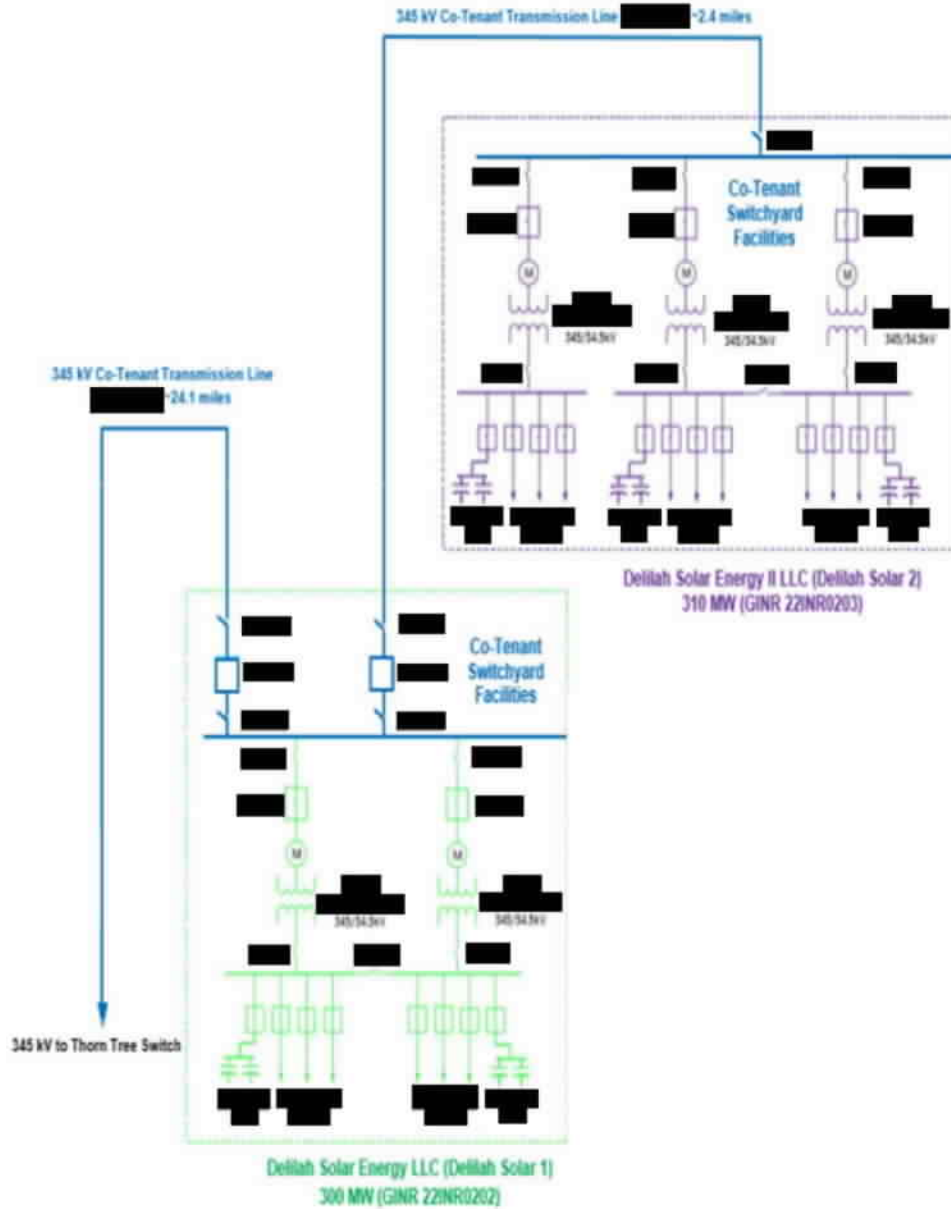 345 kV Co-Tenant Transmission Line ~2.4 miles
Co-Tenant
Switchyard
Facilities
M
M
M
345/34.5kV
345/34.5kV
345/34.5kV
345 kV Co-Tenant Transmission Line
~24.1 miles
Delilah Solar Energy II LLC (Delilah Solar 2)
310 MW (GINR 22INR0203)
Co-Tenant
Switchyard
Facilities
M
M
345/34.5kV
345/34.5kV
345 kV to Thorn Tree Switch
Delilah Solar Energy LLC (Delilah Solar 1)
300 MW (GINR 22INR0202)